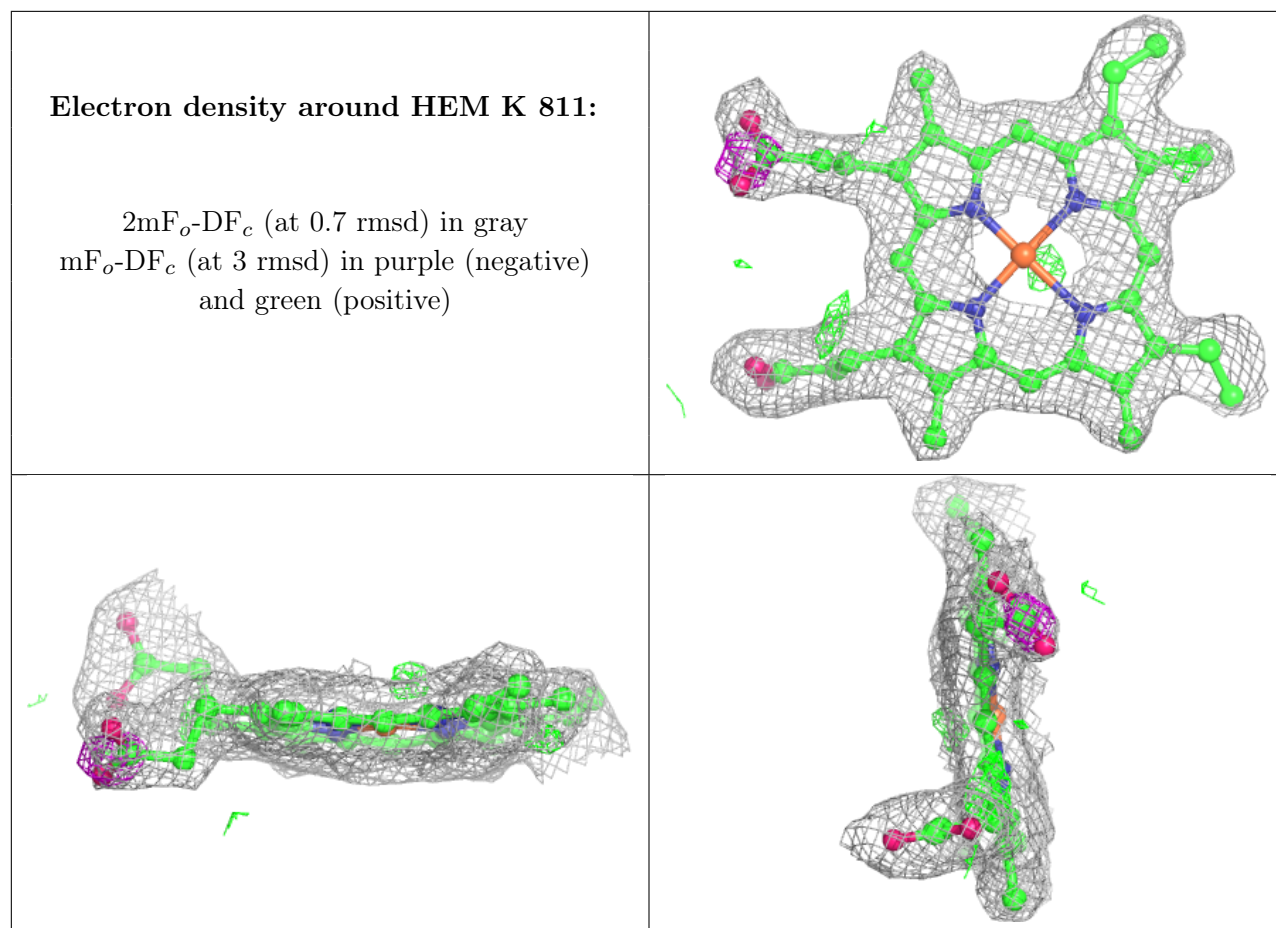 Electron density around HEM K 811:
2mFo-DFc (at 0.7 rmsd) in gray
mFo-DFc (at 3 rmsd) in purple (negative)
and green (positive)